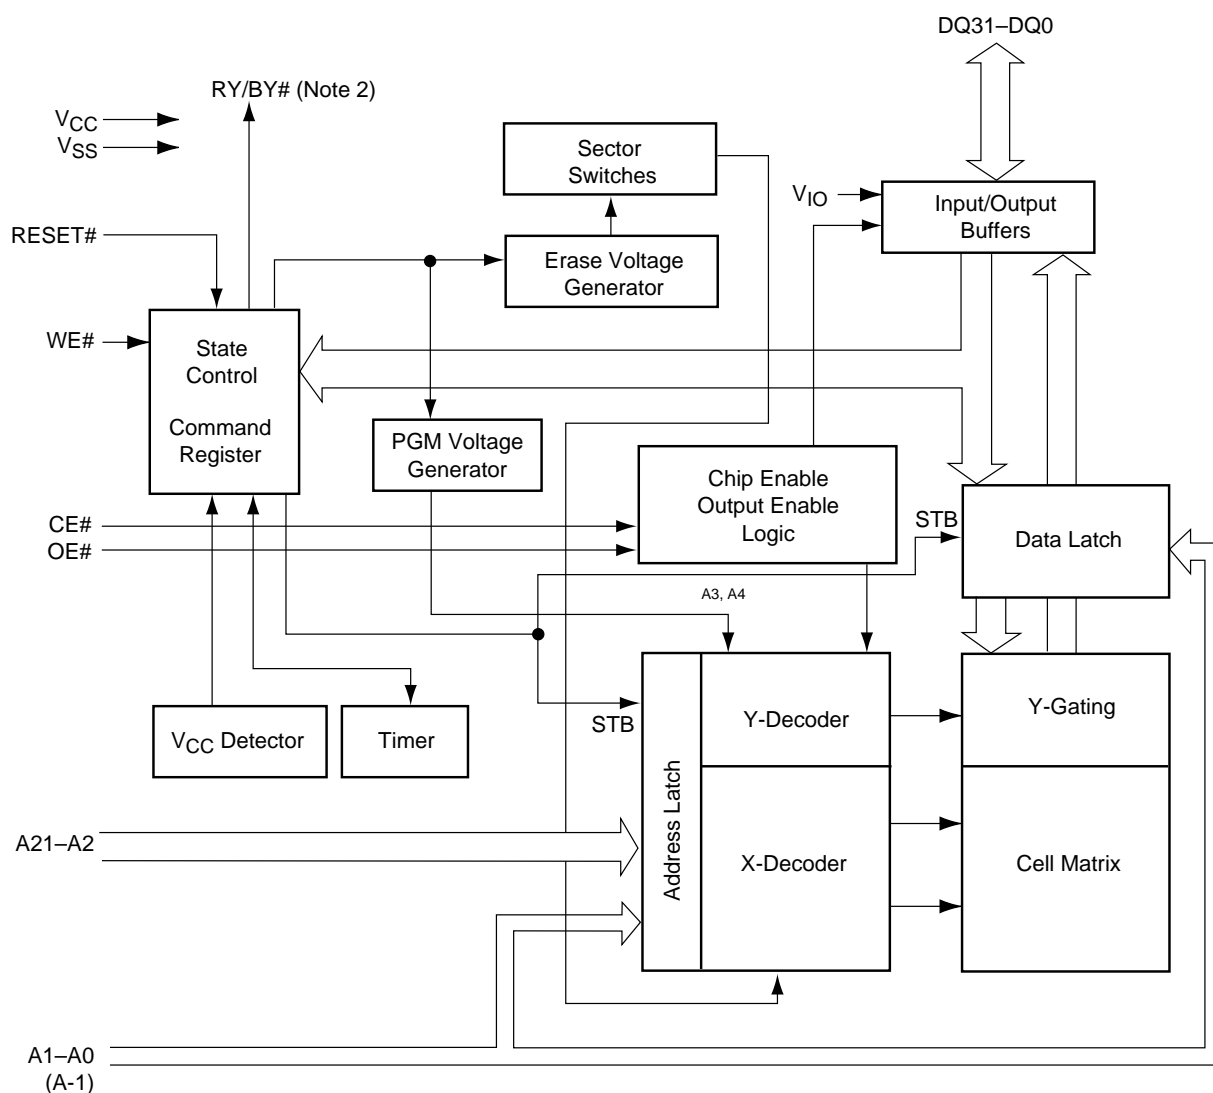 DQ31–DQ0
RY/BY# (Note 2)
VCC
VSS
Sector
Switches
VIO
Input/Output
Buffers
RESET#
Erase Voltage
Generator
WE#
State
Control
Command
Register
PGM Voltage
Generator
Chip Enable
Output Enable
Logic
STB
Data Latch
CE#
OE#
A3, A4
STB
Y-Decoder
Y-Gating
VCC Detector
Timer
Address Latch
A21–A2
X-Decoder
Cell Matrix
A1–A0
(A-1)